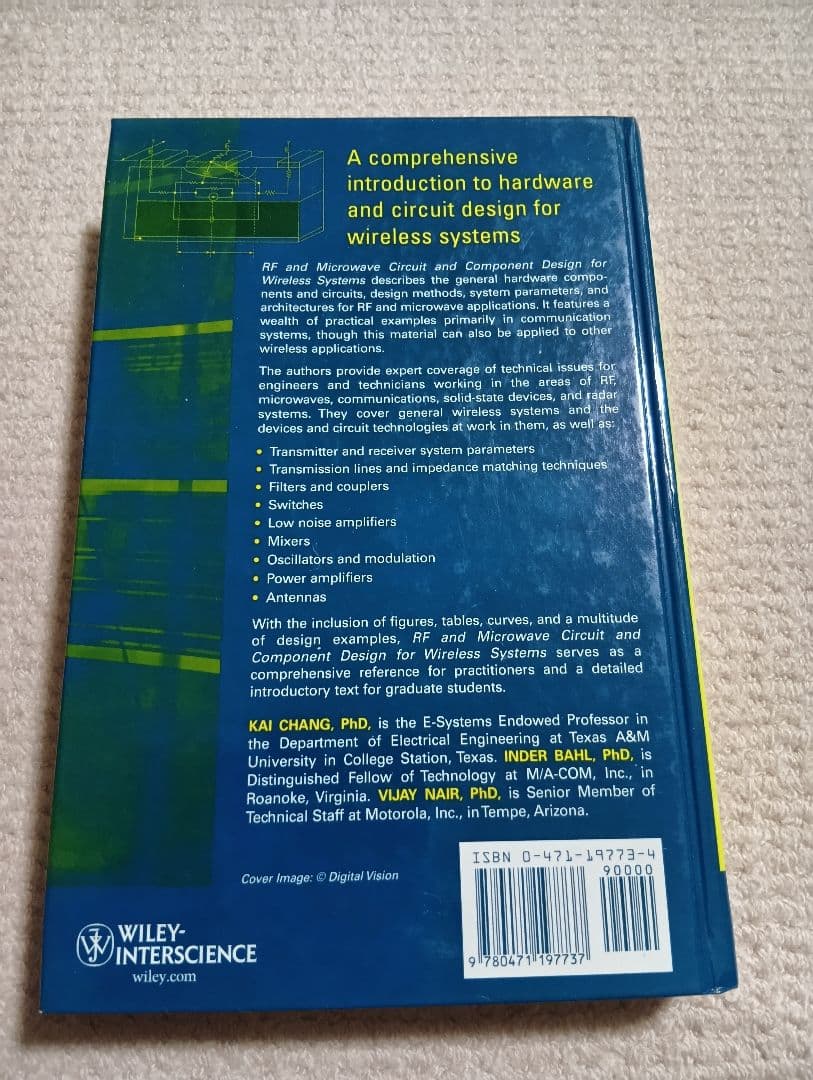 A comprehensive
introduction to hardware
and circuit design for
wireless systems
RF and Microwave Circuit and Component Design for
Wireless Systems describes the general hardware compo-
nents and circuits, design methods, system parameters, and
architectures for RF and microwave applications. It features a
wealth of practical examples primarily in communication
systems, though this material can also be applied to other
wireless applications.
The authors provide expert coverage of technical issues for
engineers and technicians working in the areas of RF,
microwaves, communications, solid-state devices, and radar
systems. They cover general wireless systems and the
devices and circuit technologies at work in them, as well as:
• Transmitter and receiver system parameters
• Transmission lines and impedance matching techniques
• Filters and couplers
• Switches
• Low noise amplifiers
• Mixers
• Oscillators and modulation
• Power amplifiers
• Antennas
With the inclusion of figures, tables, curves, and a multitude
of design examples, RF and Microwave Circuit and
Component Design for Wireless Systems serves as a
comprehensive reference for practitioners and a detailed
introductory text for graduate students.
KAI CHANG, PhD, is the E-Systems Endowed Professor in
the Department of Electrical Engineering at Texas A&M
University in College Station, Texas. INDER BAHL, PhD, is
Distinguished Fellow of Technology at M/A-COM, Inc., in
Roanoke, Virginia. VIJAY NAIR, PhD, is Senior Member of
Technical Staff at Motorola, Inc., in Tempe, Arizona.
Cover Image: © Digital Vision
ISBN 0-471-19773-4
90000
9 780471 197737
WILEY-
INTERSCIENCE
wiley.com